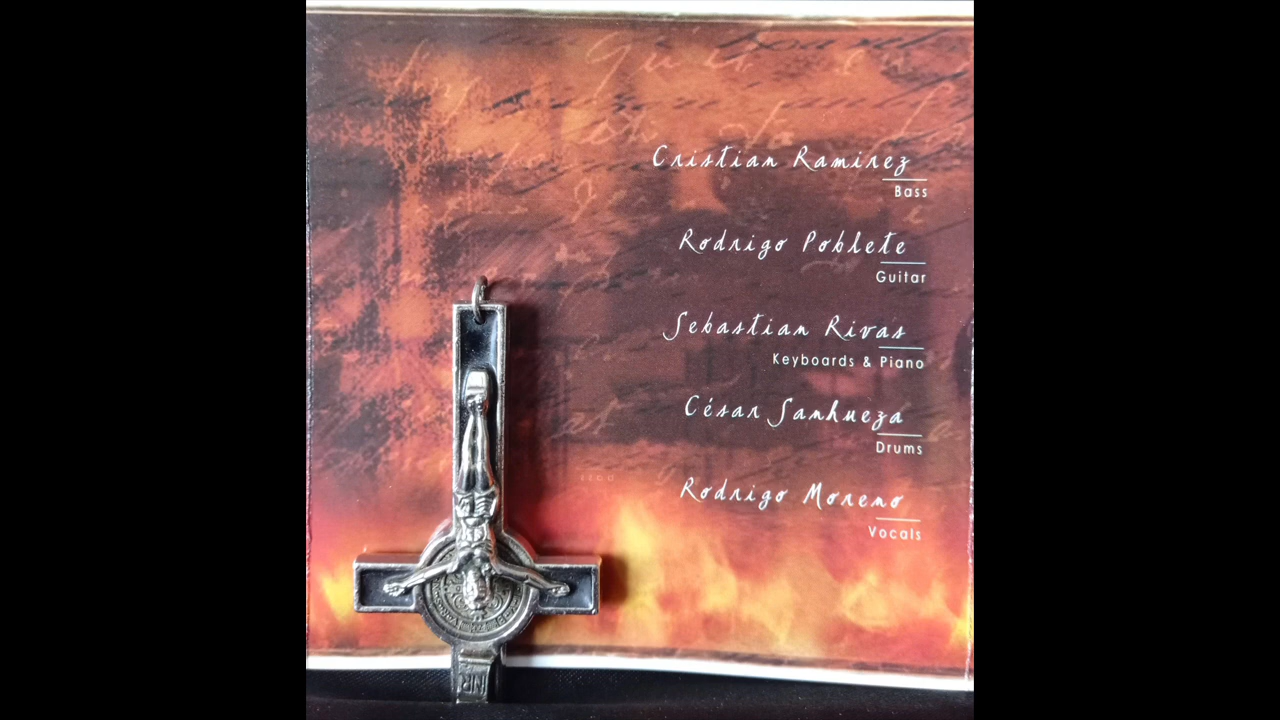 Cristian Ramirez
Bass
Rodrigo Poblete
Guitar
Sebastian Rivas
Keyboards & Piano
César Sanhueza
Drums
Rodrigo Moreno
Vocals